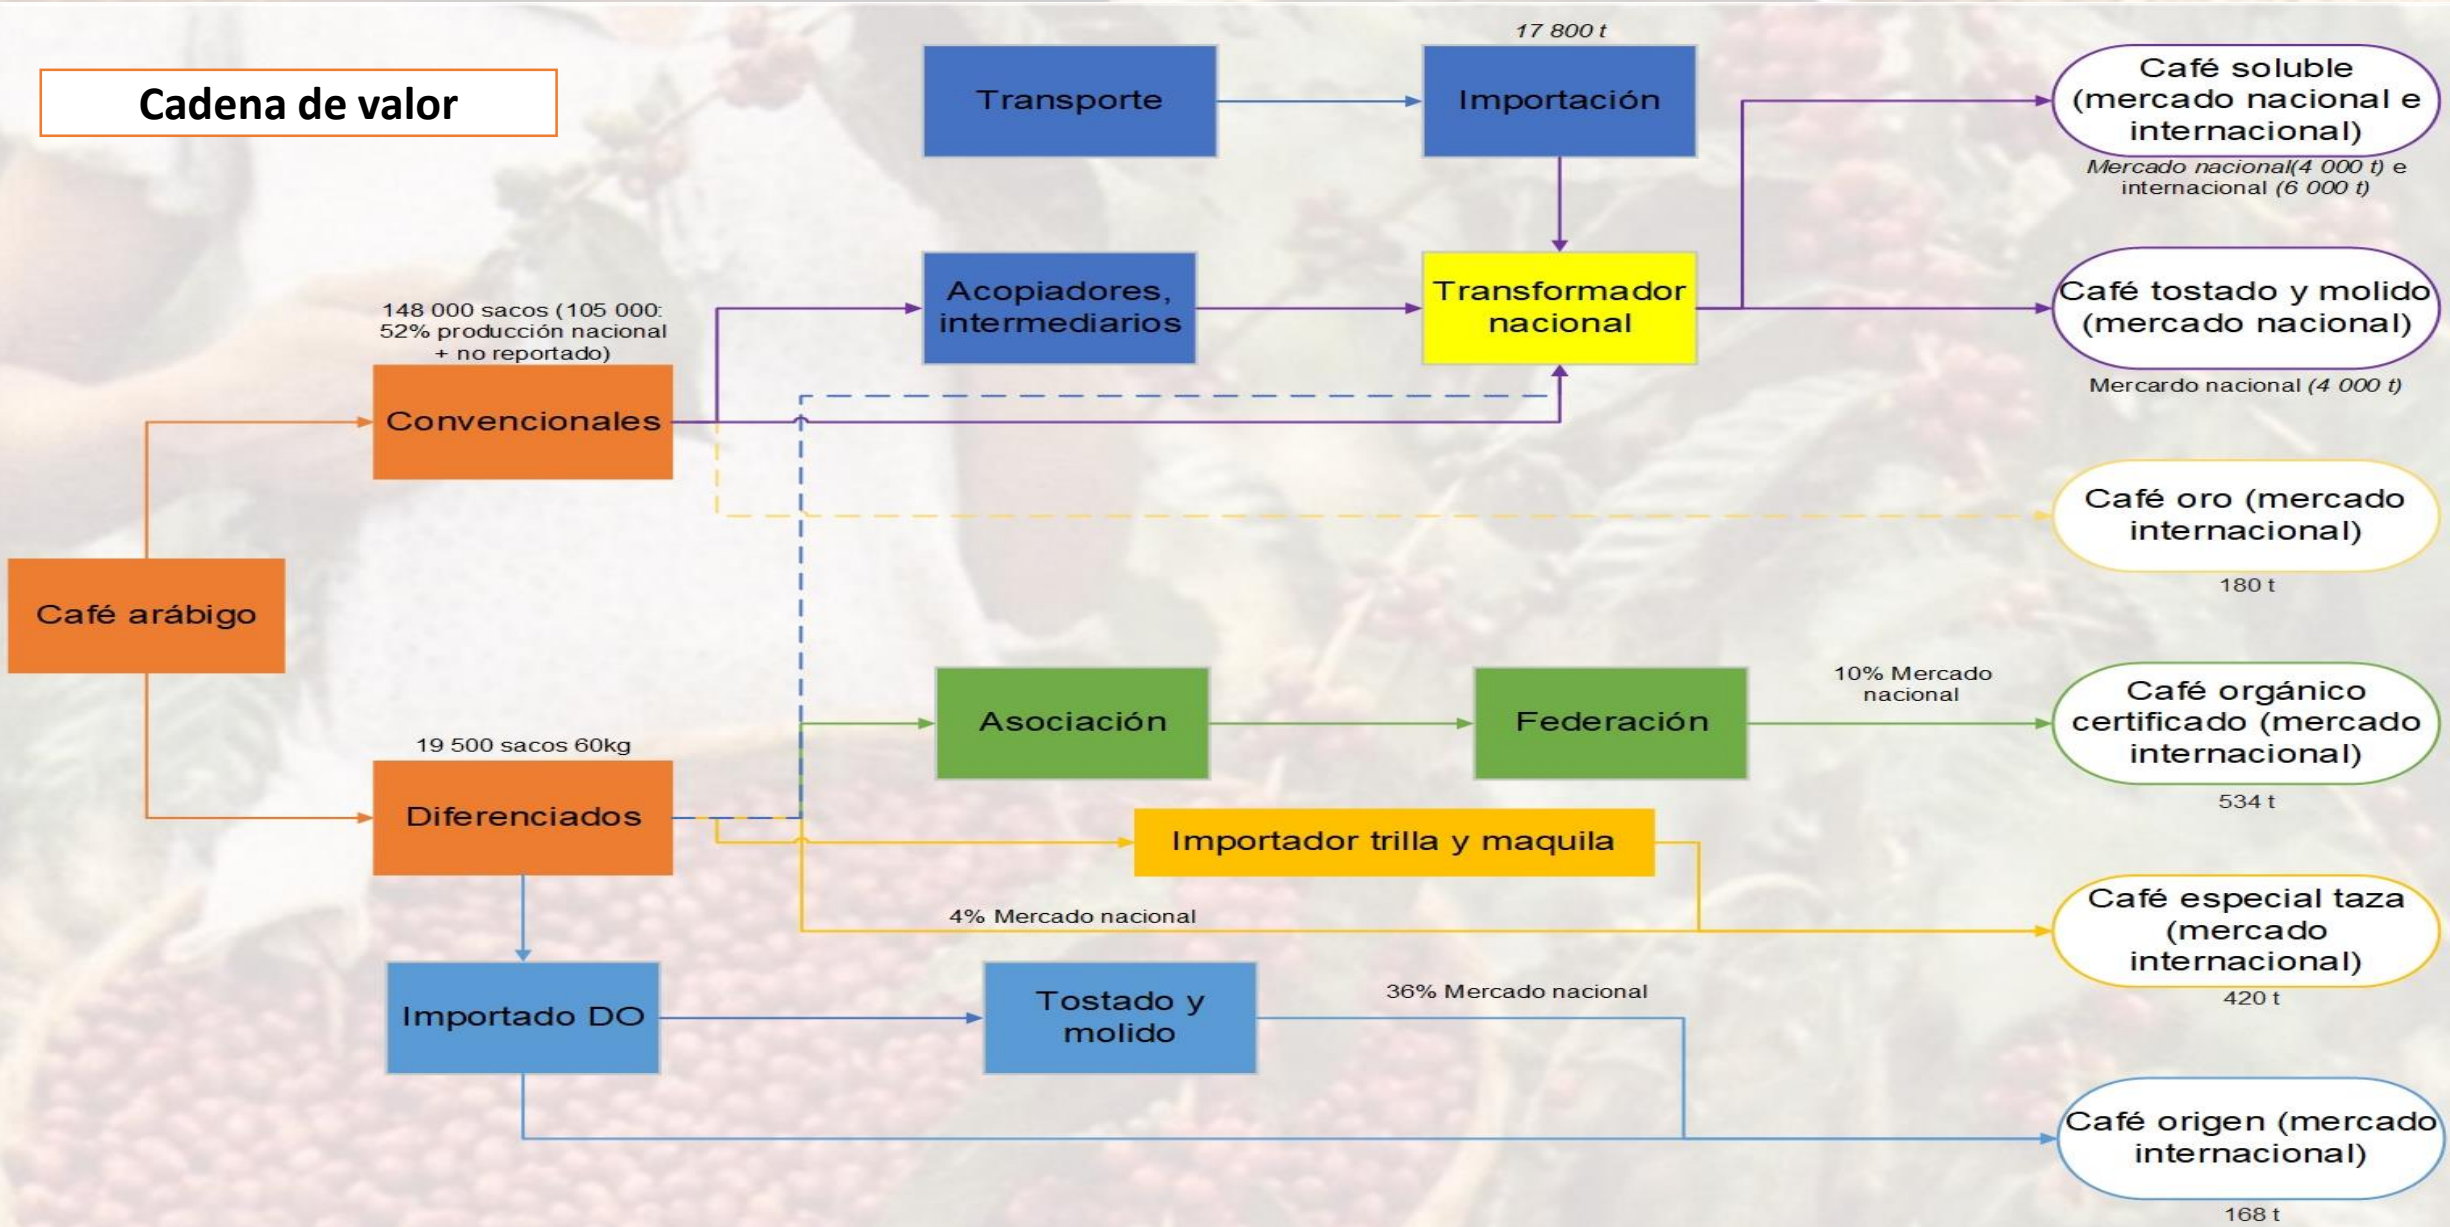 Cadena de valor
17 800 t
Transporte
Importación
Café soluble
(mercado nacional e
internacional)
Mercado nacional(4 000 t) e
internacional (6 000 t)
148 000 sacos (105 000:
52% producción nacional
+ no reportado)
Convencionales
Acopiadores,
intermediarios
Transformador
nacional
Café tostado y molido
(mercado nacional)
Mercardo nacional (4 000 t)
Café oro (mercado
internacional)
180 t
Café arábigo
19 500 sacos 60kg
Diferenciados
Asociación
Federación
10% Mercado
nacional
Café orgánico
certificado (mercado
internacional)
534 t
Importador trilla y maquila
4% Mercado nacional
Café especial taza
(mercado
internacional)
420 t
Importado DO
Tostado y
molido
36% Mercado nacional
Café origen (mercado
internacional)
168 t